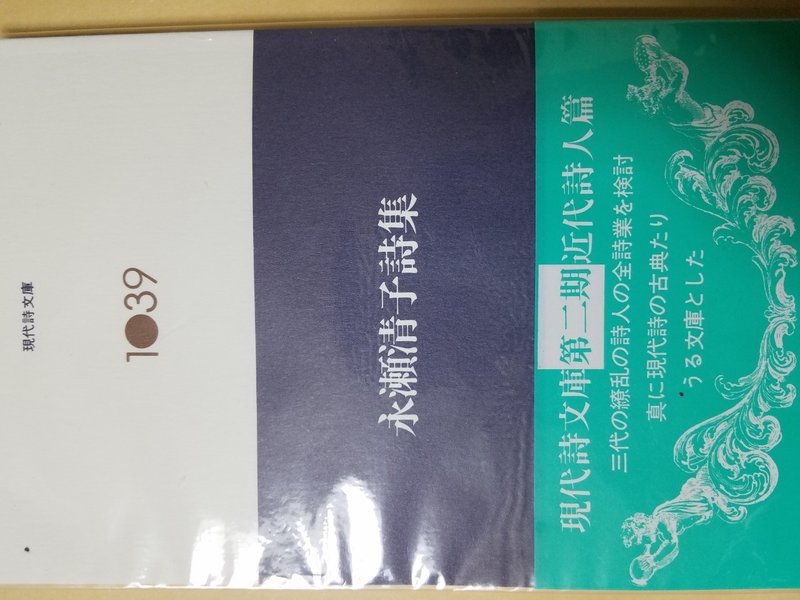 現代詩文庫
1●39
永瀬清子詩集
現代詩文庫第二期近代詩人篇
三代の繚乱の詩人の全詩業を検討
真に現代詩の古典たり
うる文庫とした